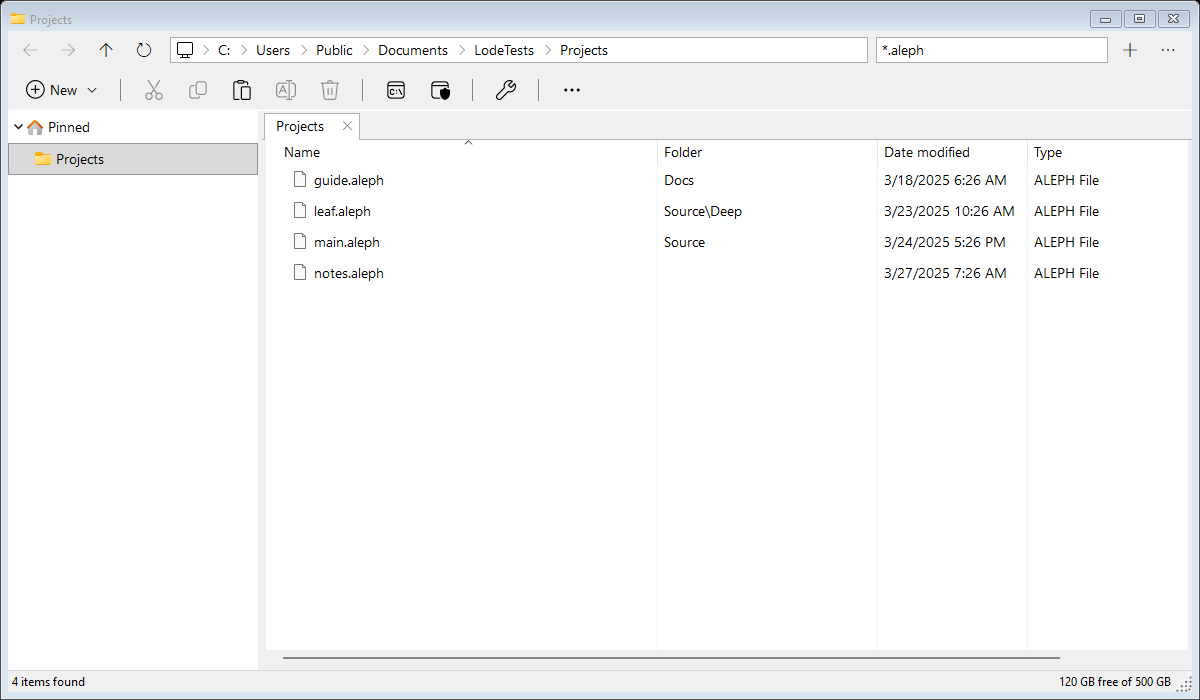 Projects
C: Users Public Documents LodeTests Projects
*.aleph
New
Pinned
Projects
Projects
Name Folder Date modified Type
guide.aleph Docs 3/18/2025 6:26 AM ALEPH File
leaf.aleph Source\Deep 3/23/2025 10:26 AM ALEPH File
main.aleph Source 3/24/2025 5:26 PM ALEPH File
notes.aleph 3/27/2025 7:26 AM ALEPH File
4 items found
120 GB free of 500 GB